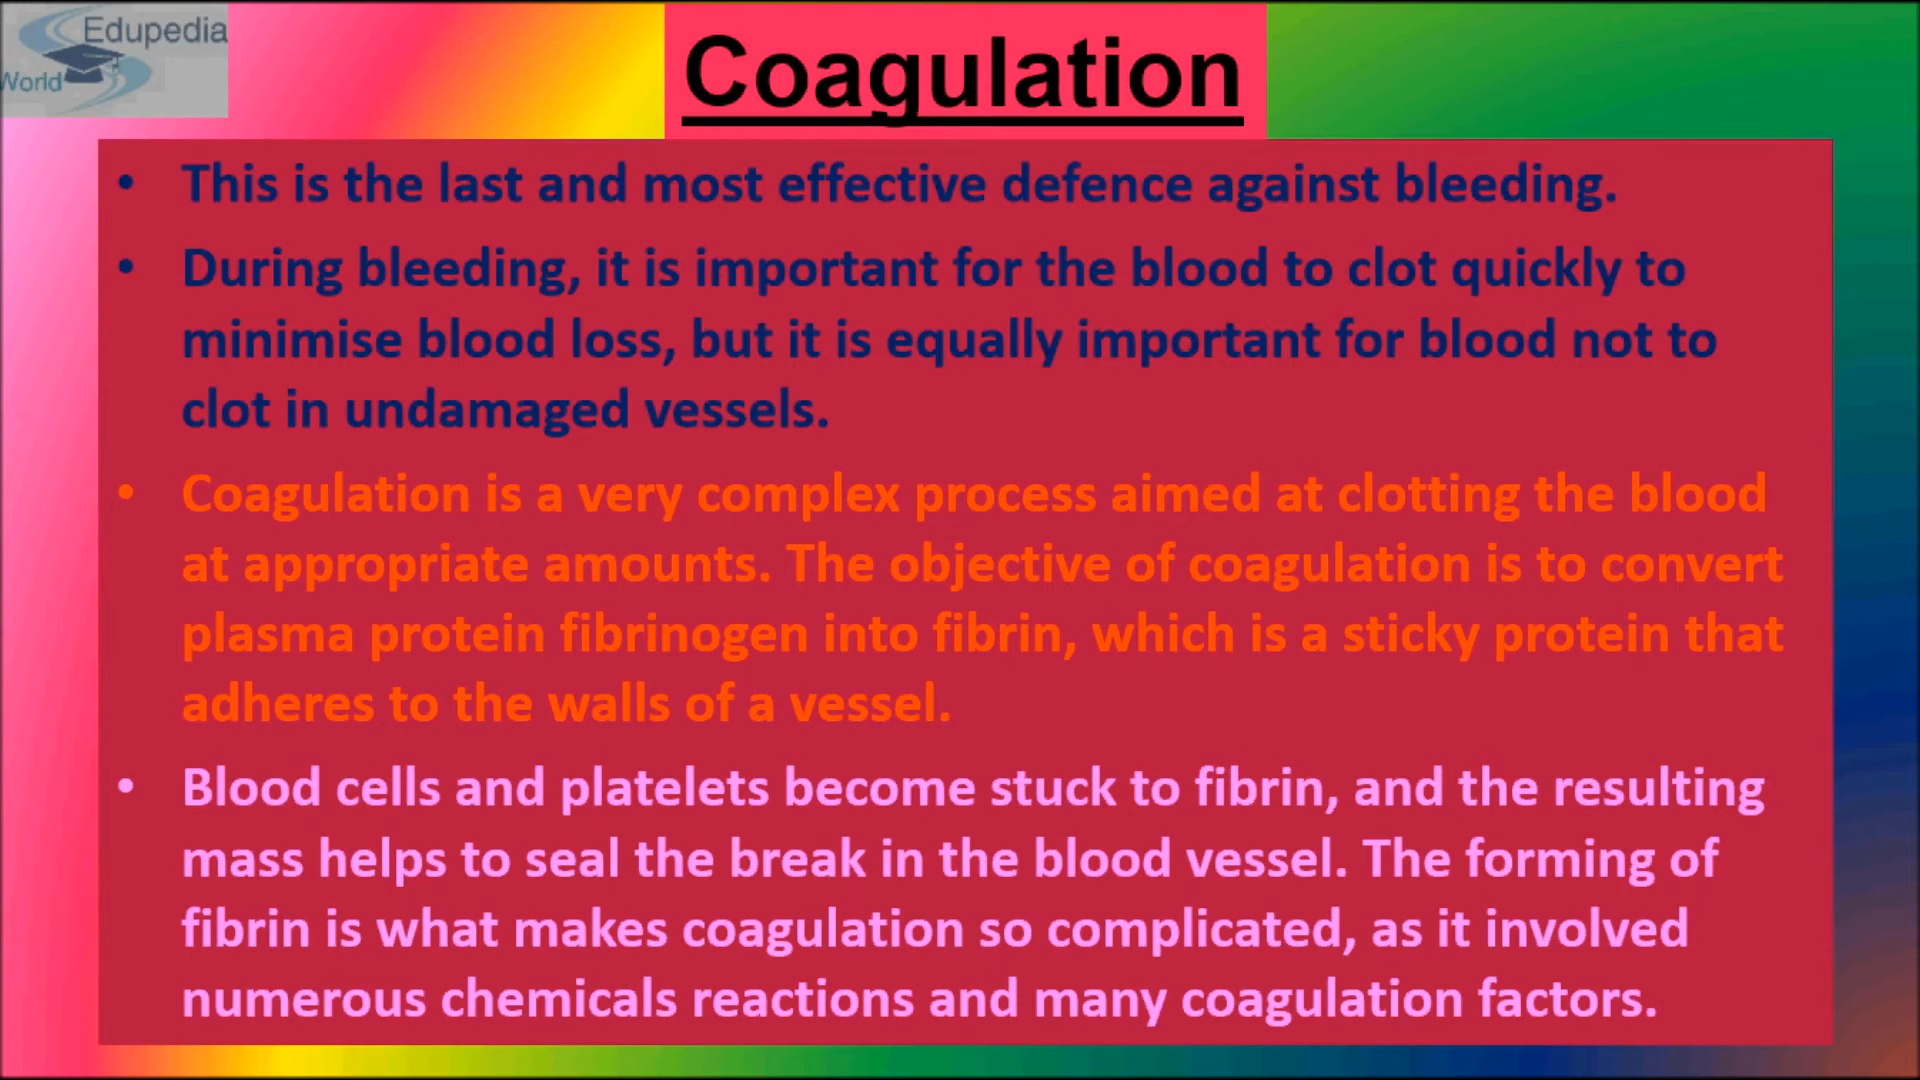 Edupedia
World
Coagulation
• This is the last and most effective defence against bleeding.
• During bleeding, it is important for the blood to clot quickly to
minimise blood loss, but it is equally important for blood not to
clot in undamaged vessels.
• Coagulation is a very complex process aimed at clotting the blood
at appropriate amounts. The objective of coagulation is to convert
plasma protein fibrinogen into fibrin, which is a sticky protein that
adheres to the walls of a vessel.
• Blood cells and platelets become stuck to fibrin, and the resulting
mass helps to seal the break in the blood vessel. The forming of
fibrin is what makes coagulation so complicated, as it involved
numerous chemicals reactions and many coagulation factors.